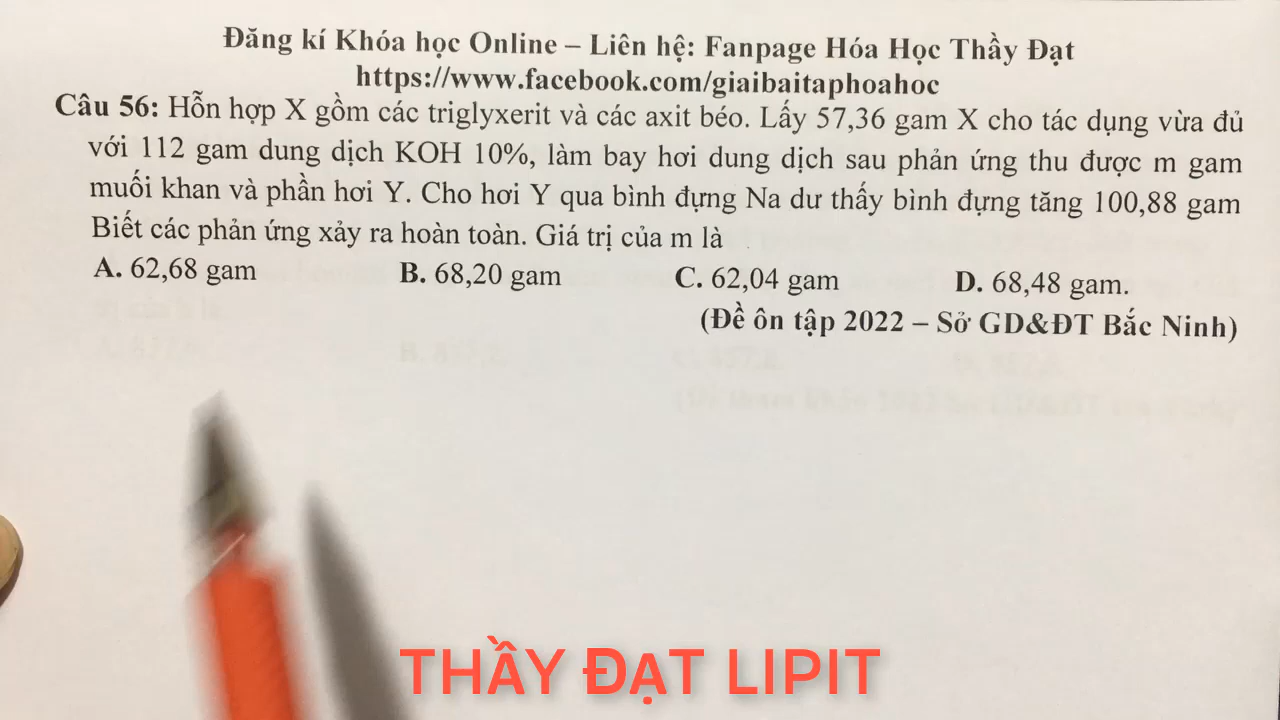 Đăng kí Khóa học Online – Liên hệ: Fanpage Hóa Học Thầy Đạt
https://www.facebook.com/giaibaitaphoahoc
Câu 56: Hỗn hợp X gồm các triglyxerit và các axit béo. Lấy 57,36 gam X cho tác dụng vừa đủ
với 112 gam dung dịch KOH 10%, làm bay hơi dung dịch sau phản ứng thu được m gam
muối khan và phần hơi Y. Cho hơi Y qua bình đựng Na dư thấy bình đựng tăng 100,88 gam
Biết các phản ứng xảy ra hoàn toàn. Giá trị của m là
A. 62,68 gam B. 68,20 gam C. 62,04 gam D. 68,48 gam.
(Đề ôn tập 2022 – Sở GD&ĐT Bắc Ninh)
THẦY ĐẠT LIPIT